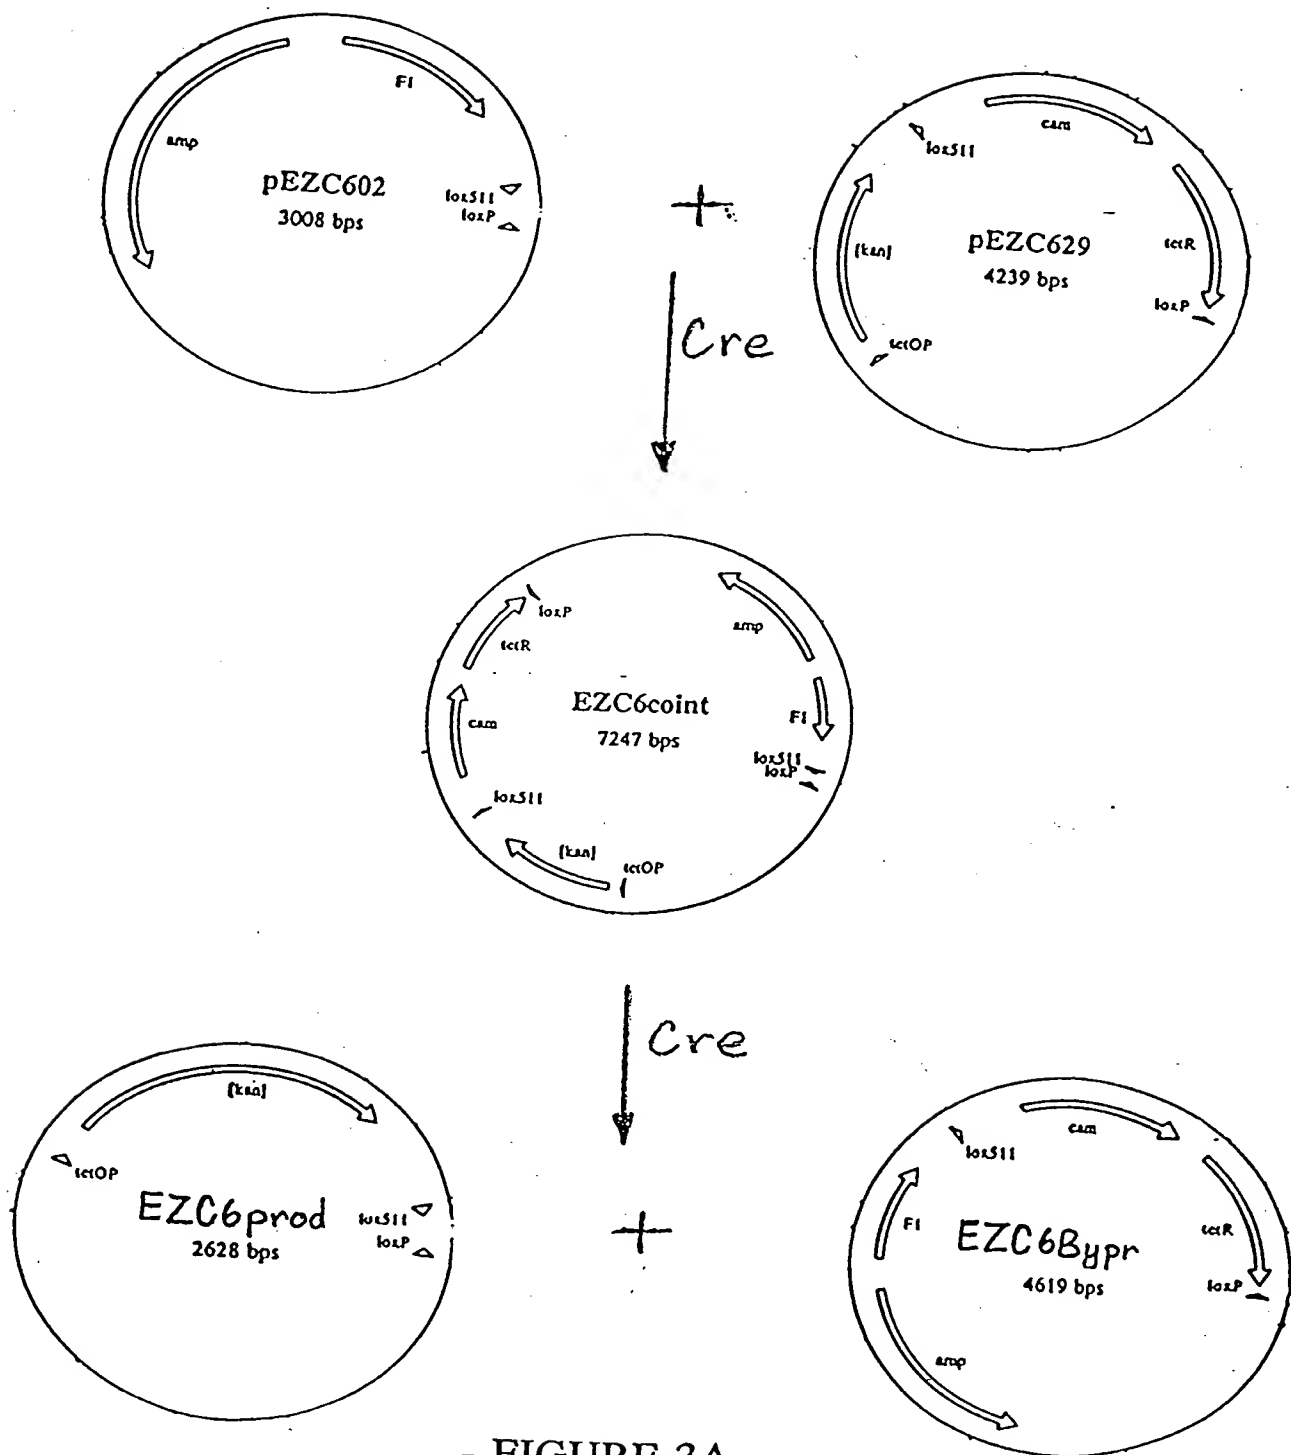 F1
amp
pEZC602
3008 bps
lox511
loxP
+
cam
lox511
[kan]
pEZC629
4239 bps
tetR
loxP
tetOP
Cre
loxP
tetR
amp
EZC6coint
7247 bps
cam
F1
lox511
loxP
lox511
[kan]
tetOP
Cre
[kan]
tetOP
EZC6prod
2628 bps
lox511
loxP
+
cam
lox511
F1
EZC6Bypr
4619 bps
tetR
loxP
amp